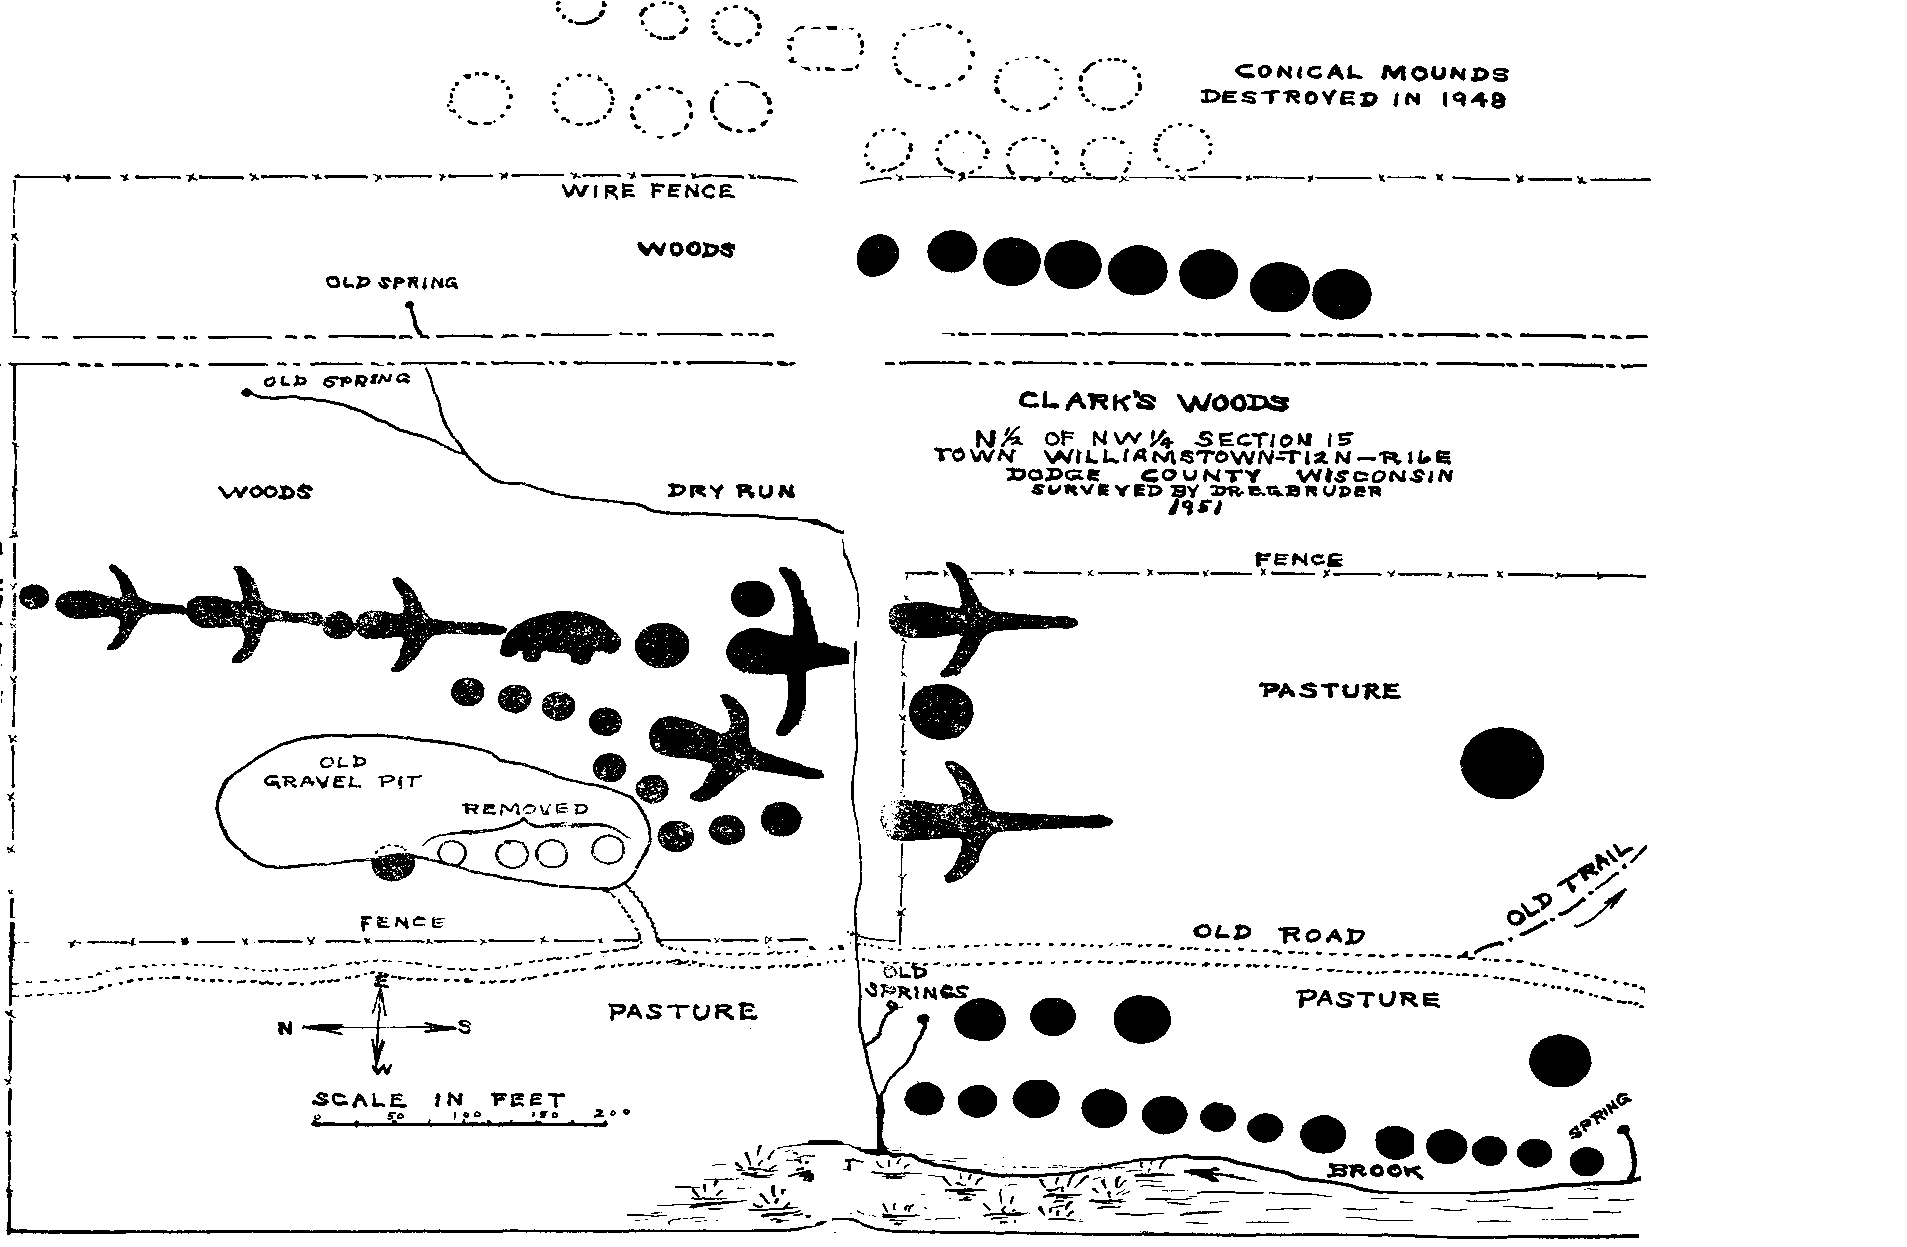 CONICAL MOUNDS
DESTROYED IN 1948
WIRE FENCE
WOODS
OLD SPRING
OLD SPRING
CLARK'S WOODS
N½ OF NW¼ SECTION 15
TOWN WILLIAMSTOWN-T12N-R16E
DODGE COUNTY WISCONSIN
SURVEYED BY DR.E.G.BRUDER
1951
WOODS
DRY RUN
FENCE
PASTURE
OLD
GRAVEL PIT
REMOVED
OLD TRAIL
FENCE
OLD ROAD
OLD
SPRINGS
E
N S
W
PASTURE
PASTURE
SCALE IN FEET
0 50 100 150 200
SPRING
BROOK